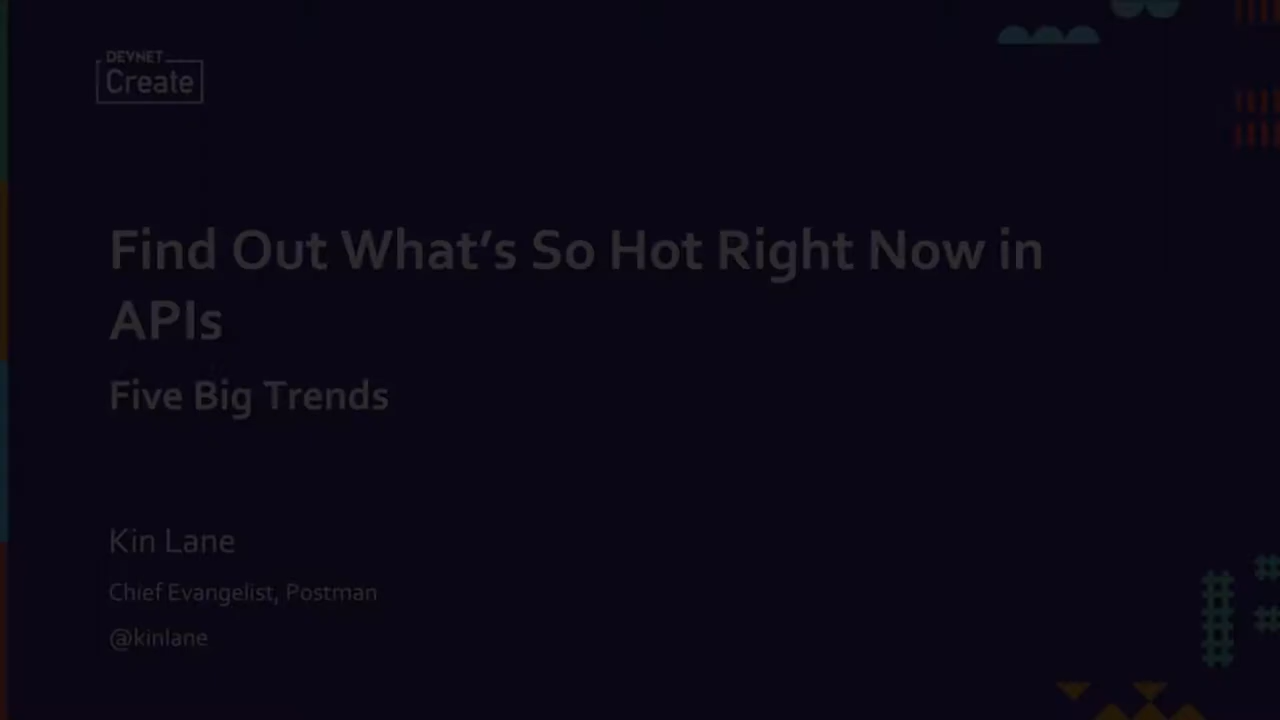 DEVNET
Create
Find Out What’s So Hot Right Now in
APIs
Five Big Trends
Kin Lane
Chief Evangelist, Postman
@kinlane